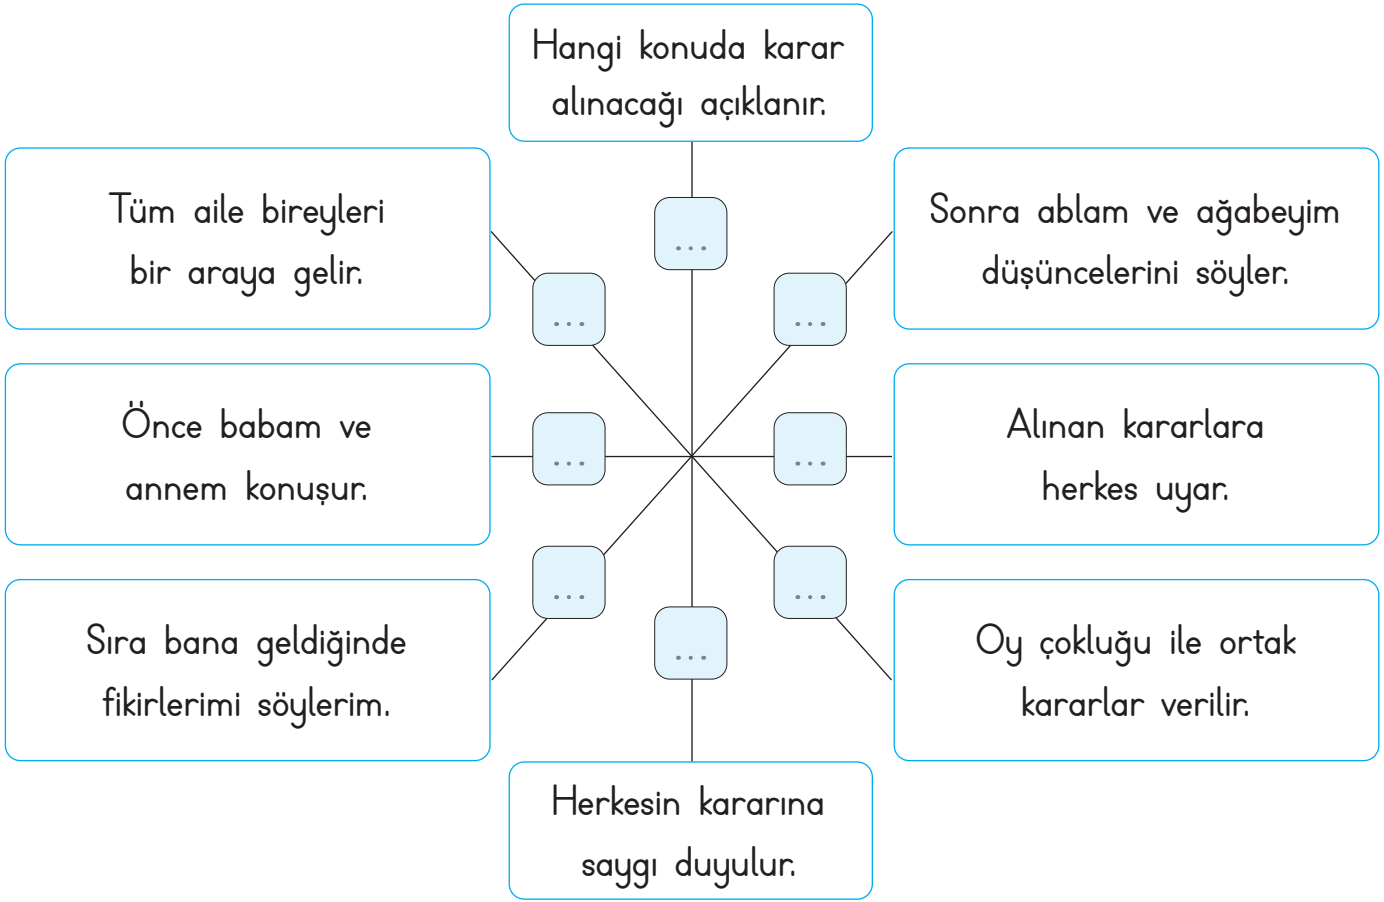 Hangi konuda karar
alınacağı açıklanır.
...
Tüm aile bireyleri
bir araya gelir.
...
Sonra ablam ve ağabeyim
düşüncelerini söyler.
...
Önce babam ve
annem konuşur.
...
Alınan kararlara
herkes uyar.
...
Sıra bana geldiğinde
fikirlerimi söylerim.
...
Oy çokluğu ile ortak
kararlar verilir.
...
Herkesin kararına
saygı duyulur.
...